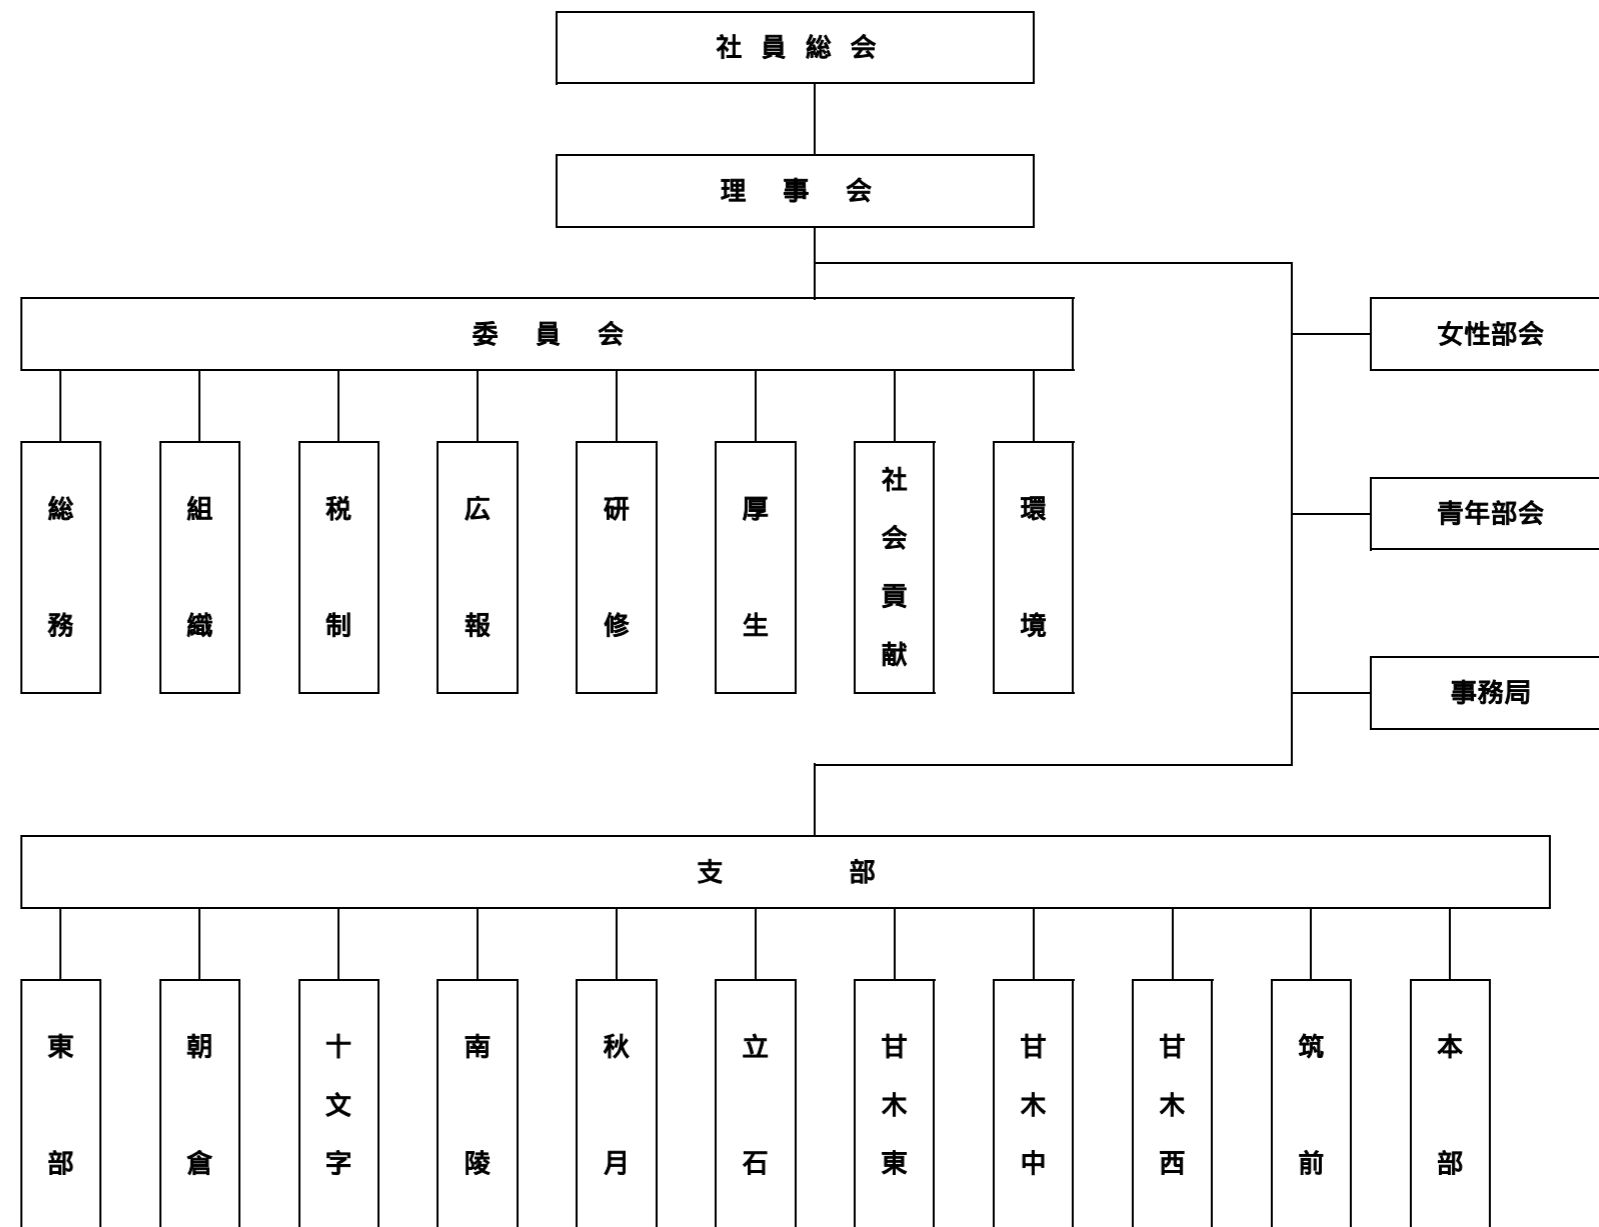 社員総会
理事会
委員会
女性部会
青年部会
事務局
総務
組織
税制
広報
研修
厚生
社会貢献
環境
支部
東部
朝倉
十文字
南陵
秋月
立石
甘木東
甘木中
甘木西
筑前
本部